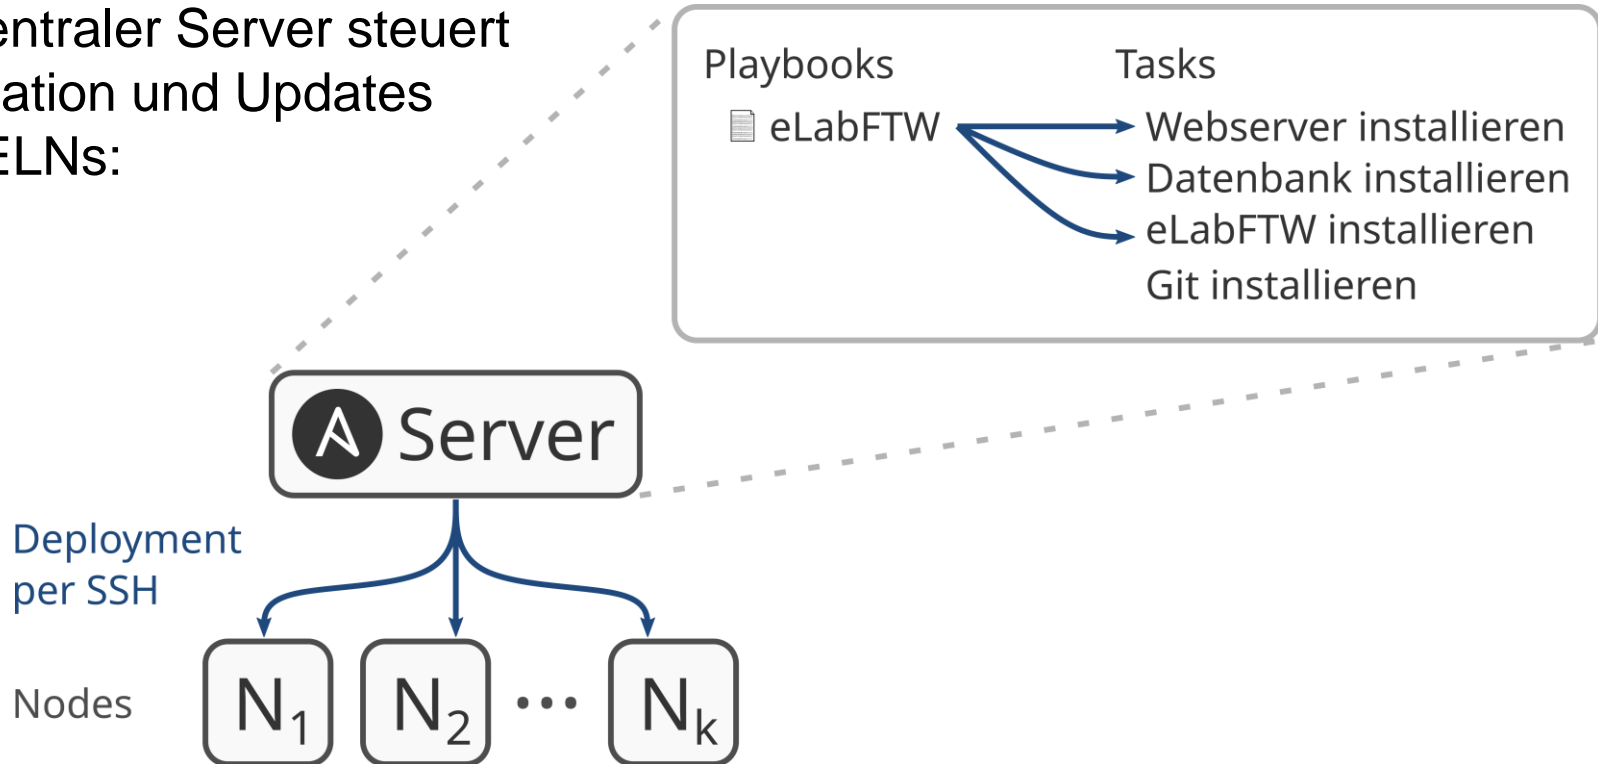 entraler Server steuert
ation und Updates
ELNs:
Playbooks
Tasks
eLabFTW
Webserver installieren
Datenbank installieren
eLabFTW installieren
Git installieren
Server
Deployment
per SSH
Nodes
N1
N2
...
Nk